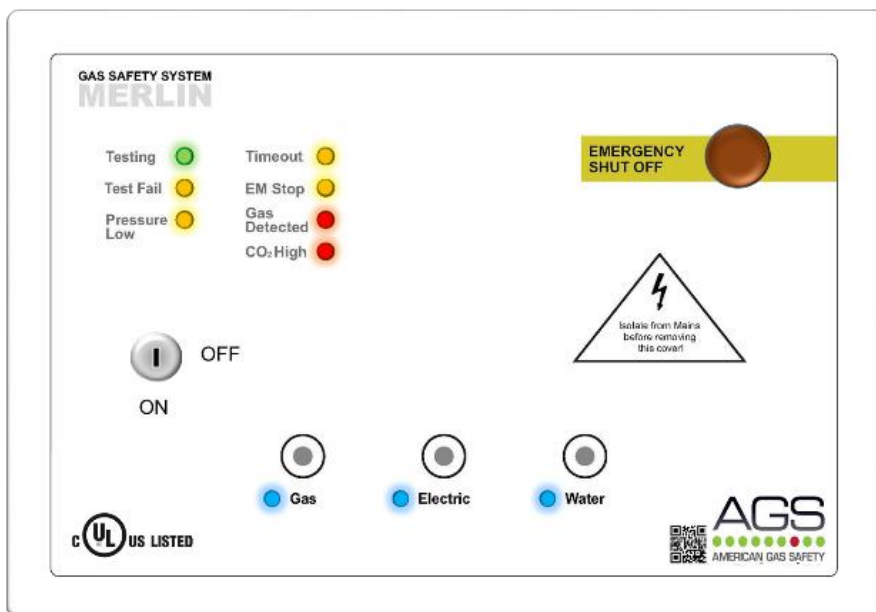 GAS SAFETY SYSTEM
MERLIN
Testing
Test Fail
Pressure
Low
Timeout
EM Stop
Gas
Detected
CO₂ High
EMERGENCY
SHUT OFF
Isolate from Mains
before removing
this cover!
OFF
ON
Gas
Electric
Water
C UL US LISTED
AGS
AMERICAN GAS SAFETY